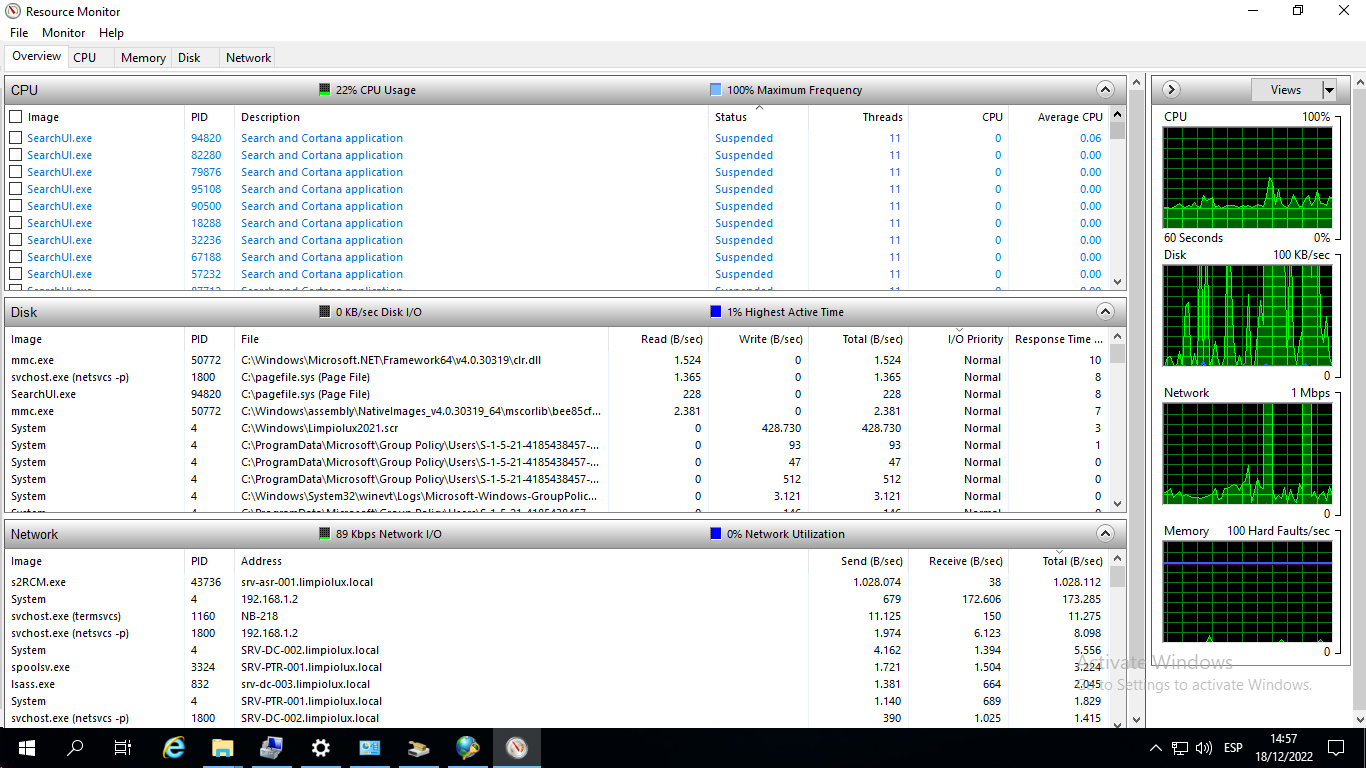 Resource Monitor
File Monitor Help
Overview CPU Memory Disk Network
CPU 22% CPU Usage 100% Maximum Frequency
Image PID Description Status Threads CPU Average CPU
SearchUI.exe 94820 Search and Cortana application Suspended 11 0 0.06
SearchUI.exe 82280 Search and Cortana application Suspended 11 0 0.00
SearchUI.exe 79876 Search and Cortana application Suspended 11 0 0.00
SearchUI.exe 95108 Search and Cortana application Suspended 11 0 0.00
SearchUI.exe 90500 Search and Cortana application Suspended 11 0 0.00
SearchUI.exe 18288 Search and Cortana application Suspended 11 0 0.00
SearchUI.exe 32236 Search and Cortana application Suspended 11 0 0.00
SearchUI.exe 67188 Search and Cortana application Suspended 11 0 0.00
SearchUI.exe 57232 Search and Cortana application Suspended 11 0 0.00
Disk 0 KB/sec Disk I/O 1% Highest Active Time
Image PID File Read (B/sec) Write (B/sec) Total (B/sec) I/O Priority Response Time ...
mmc.exe 50772 C:\Windows\Microsoft.NET\Framework64\v4.0.30319\clr.dll 1.524 0 1.524 Normal 10
svchost.exe (netsvcs -p) 1800 C:\pagefile.sys (Page File) 1.365 0 1.365 Normal 8
SearchUI.exe 94820 C:\pagefile.sys (Page File) 228 0 228 Normal 8
mmc.exe 50772 C:\Windows\assembly\NativeImages_v4.0.30319_64\mscorlib\bee85cf... 2.381 0 2.381 Normal 7
System 4 C:\Windows\Limpiolux2021.scr 0 428.730 428.730 Normal 3
System 4 C:\ProgramData\Microsoft\Group Policy\Users\S-1-5-21-4185438457-... 0 93 93 Normal 1
System 4 C:\ProgramData\Microsoft\Group Policy\Users\S-1-5-21-4185438457-... 0 47 47 Normal 0
System 4 C:\ProgramData\Microsoft\Group Policy\Users\S-1-5-21-4185438457-... 0 512 512 Normal 0
System 4 C:\Windows\System32\winevt\Logs\Microsoft-Windows-GroupPolic... 0 3.121 3.121 Normal 0
Network 89 Kbps Network I/O 0% Network Utilization
Image PID Address Send (B/sec) Receive (B/sec) Total (B/sec)
s2RCM.exe 43736 srv-asr-001.limpiolux.local 1.028.074 38 1.028.112
System 4 192.168.1.2 679 172.606 173.285
svchost.exe (termsvcs) 1160 NB-218 11.125 150 11.275
svchost.exe (netsvcs -p) 1800 192.168.1.2 1.974 6.123 8.098
System 4 SRV-DC-002.limpiolux.local 4.162 1.394 5.556
spoolsv.exe 3324 SRV-PTR-001.limpiolux.local 1.721 1.504 3.224
lsass.exe 832 srv-dc-003.limpiolux.local 1.381 664 2.045
System 4 SRV-PTR-001.limpiolux.local 1.140 689 1.829
svchost.exe (netsvcs -p) 1800 SRV-DC-002.limpiolux.local 390 1.025 1.415
Views
CPU 100%
60 Seconds 0%
Disk 100 KB/sec
0
Network 1 Mbps
0
Memory 100 Hard Faults/sec
0
Activate Windows
Go to Settings to activate Windows.
ESP
14:57
18/12/2022